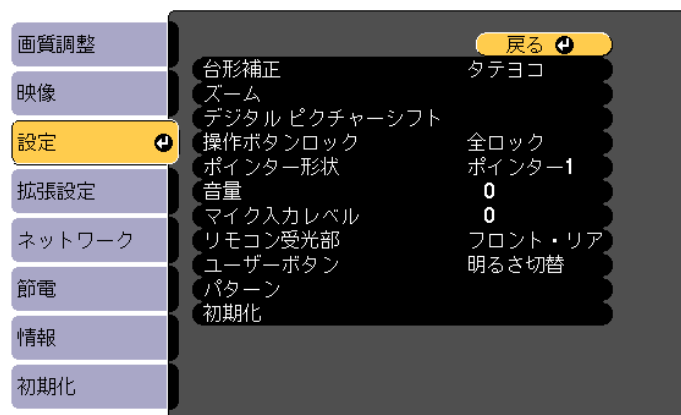 画質調整
映像
設定
拡張設定
ネットワーク
節電
情報
初期化
戻る
台形補正 タテヨコ
ズーム
デジタル ピクチャーシフト
操作ボタンロック 全ロック
ポインター形状 ポインター1
音量 0
マイク入力レベル 0
リモコン受光部 フロント・リア
ユーザーボタン 明るさ切替
パターン
初期化